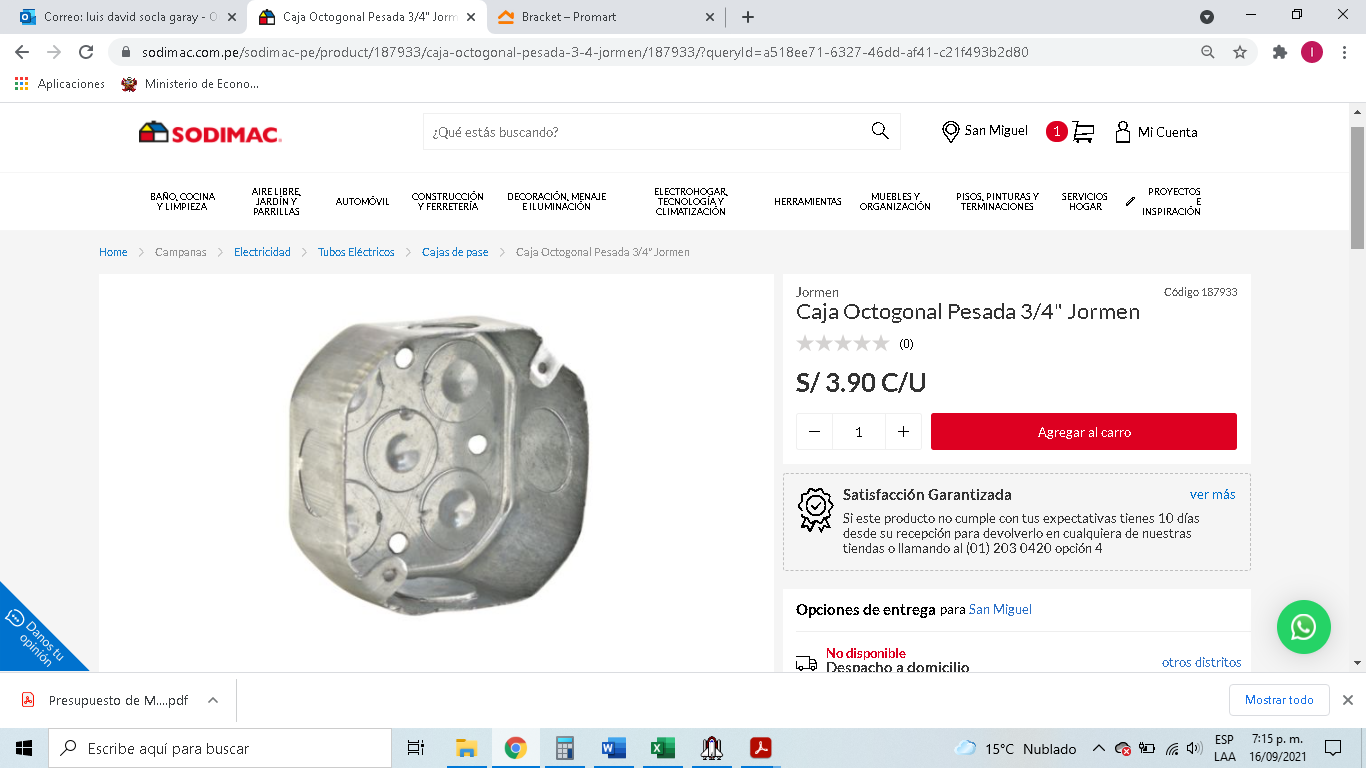 Correo: luis david socla garay - O
Caja Octogonal Pesada 3/4" Jorm
Bracket – Promart
sodimac.com.pe/sodimac-pe/product/187933/caja-octogonal-pesada-3-4-jormen/187933/?queryId=a518ee71-6327-46dd-af41-c21f493b2d80
I
Aplicaciones
Ministerio de Econo...
SODIMAC
¿Qué estás buscando?
San Miguel
1
Mi Cuenta
BAÑO, COCINA
Y LIMPIEZA
AIRE LIBRE,
JARDÍN Y
PARRILLAS
AUTOMÓVIL
CONSTRUCCIÓN
Y FERRETERÍA
DECORACIÓN, MENAJE
E ILUMINACIÓN
ELECTROHOGAR,
TECNOLOGÍA Y
CLIMATIZACIÓN
HERRAMIENTAS
MUEBLES Y
ORGANIZACIÓN
PISOS, PINTURAS Y
TERMINACIONES
SERVICIOS
HOGAR
PROYECTOS
E
INSPIRACIÓN
Home > Campanas > Electricidad > Tubos Eléctricos > Cajas de pase > Caja Octogonal Pesada 3/4" Jormen
Jormen
Código 187933
Caja Octogonal Pesada 3/4" Jormen
(0)
S/ 3.90 C/U
− 1 +
Agregar al carro
Satisfacción Garantizada
ver más
Si este producto no cumple con tus expectativas tienes 10 días
desde su recepción para devolverlo en cualquiera de nuestras
tiendas o llamando al (01) 203 0420 opción 4
Opciones de entrega para San Miguel
No disponible
Despacho a domicilio
otros distritos
Danos tu
opinión
Presupuesto de M....pdf
Mostrar todo
Escribe aquí para buscar
15°C Nublado
ESP
LAA
7:15 p. m.
16/09/2021